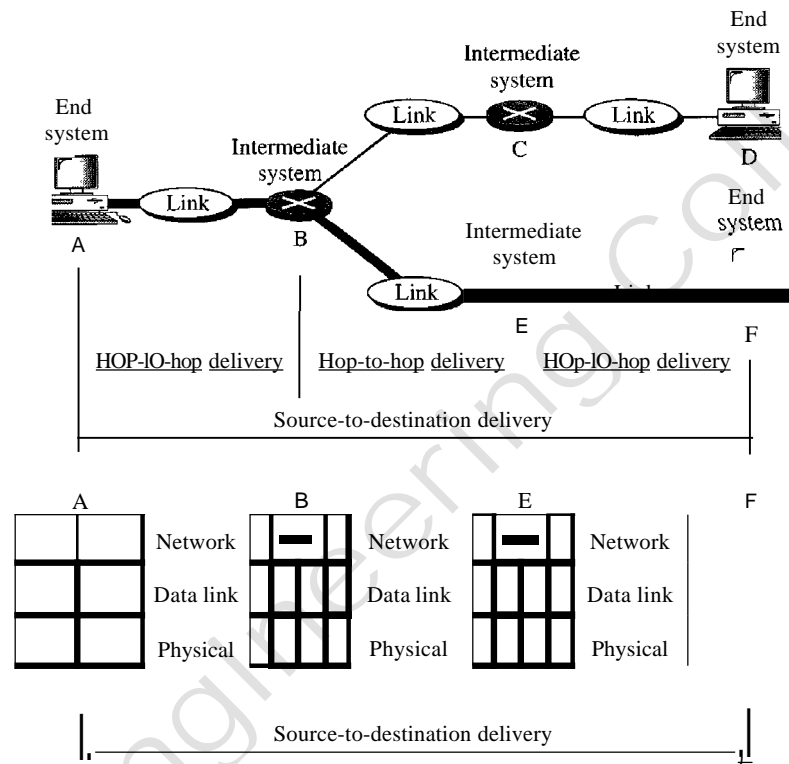 End
system
Intermediate
system
Link
Link
C
D
End
system
Intermediate
system
Link
A
B
End
system
Intermediate
system
Link
Link
E
F
HOP-lO-hop delivery
Hop-to-hop delivery
HOp-lO-hop delivery
Source-to-destination delivery
A
B
E
F
Network
Network
Network
Data link
Data link
Data link
Physical
Physical
Physical
Source-to-destination delivery